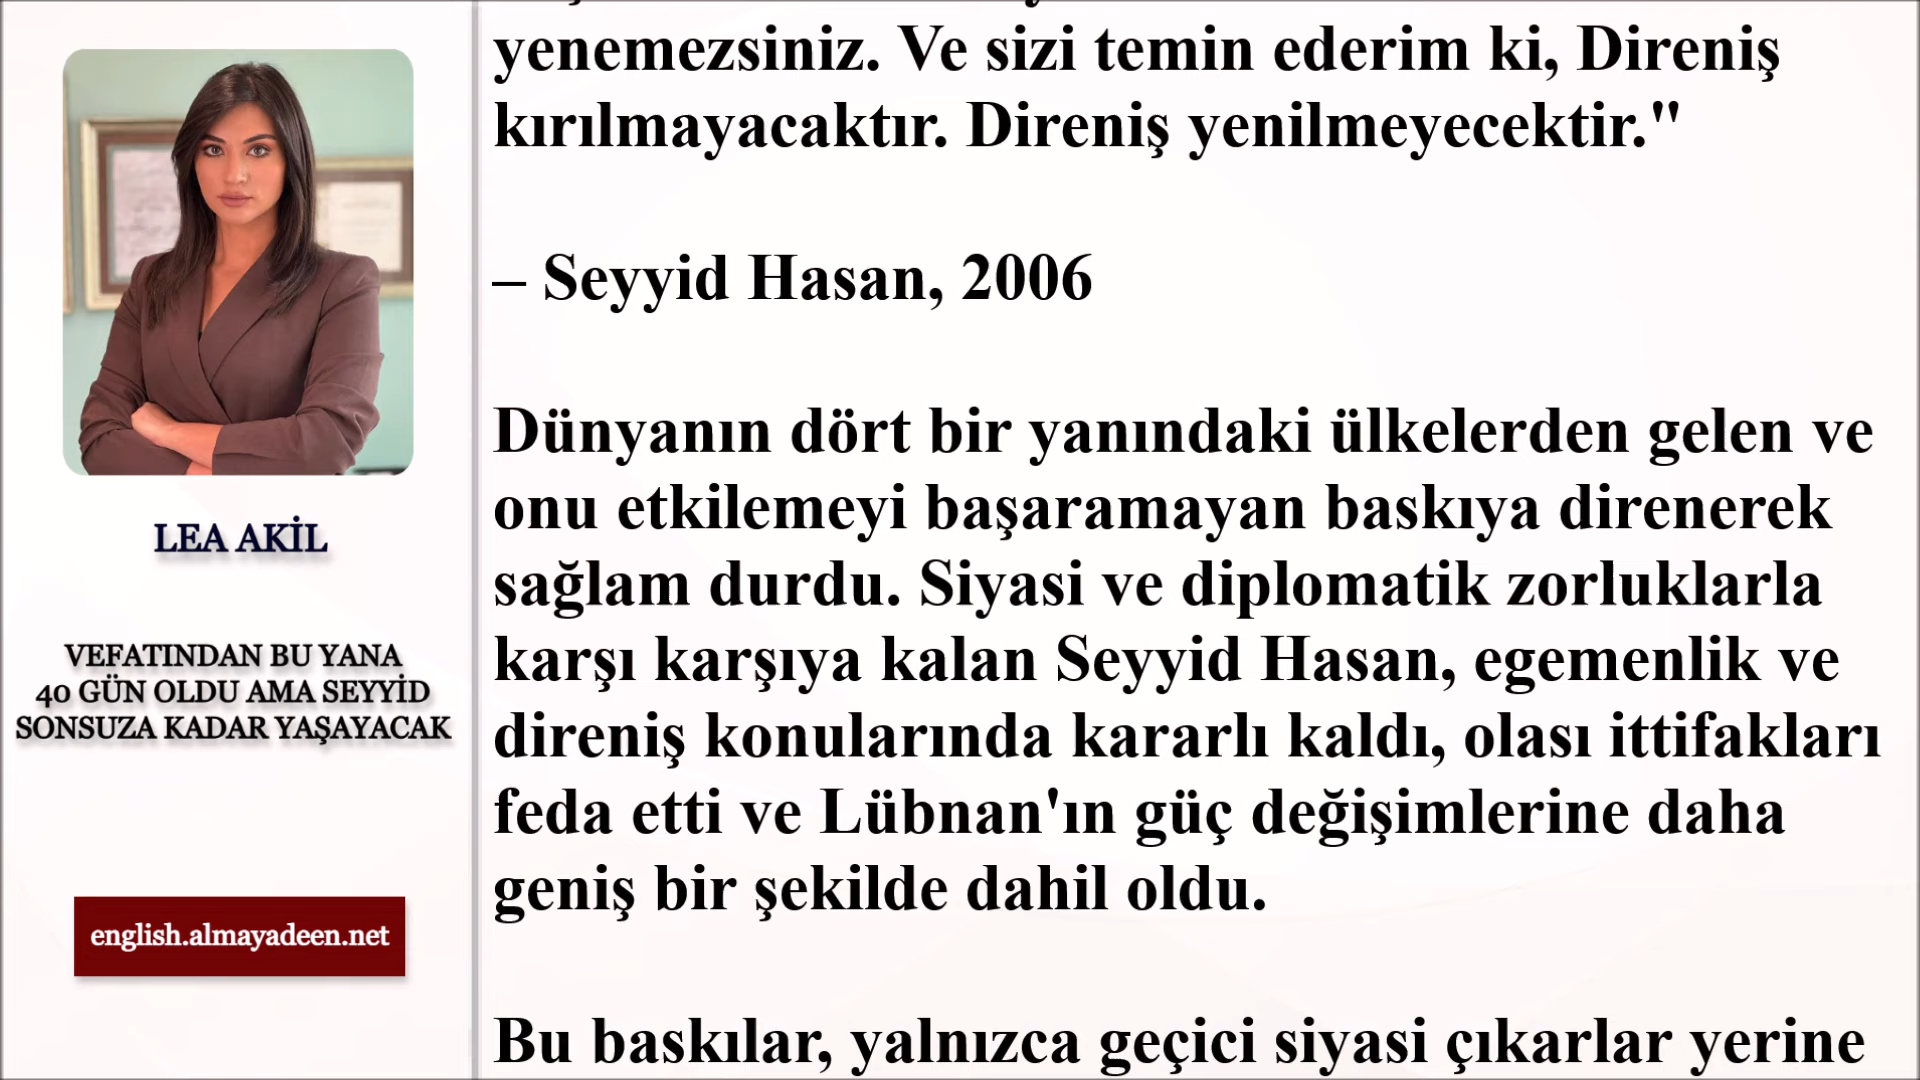 LEA AKİL
VEFATINDAN BU YANA
40 GÜN OLDU AMA SEYYİD
SONSUZA KADAR YAŞAYACAK
english.almayadeen.net
yenemezsiniz. Ve sizi temin ederim ki, Direniş
kırılmayacaktır. Direniş yenilmeyecektir."
– Seyyid Hasan, 2006
Dünyanın dört bir yanındaki ülkelerden gelen ve
onu etkilemeyi başaramayan baskıya direnerek
sağlam durdu. Siyasi ve diplomatik zorluklarla
karşı karşıya kalan Seyyid Hasan, egemenlik ve
direniş konularında kararlı kaldı, olası ittifakları
feda etti ve Lübnan'ın güç değişimlerine daha
geniş bir şekilde dahil oldu.
Bu baskılar, yalnızca geçici siyasi çıkarlar yerine